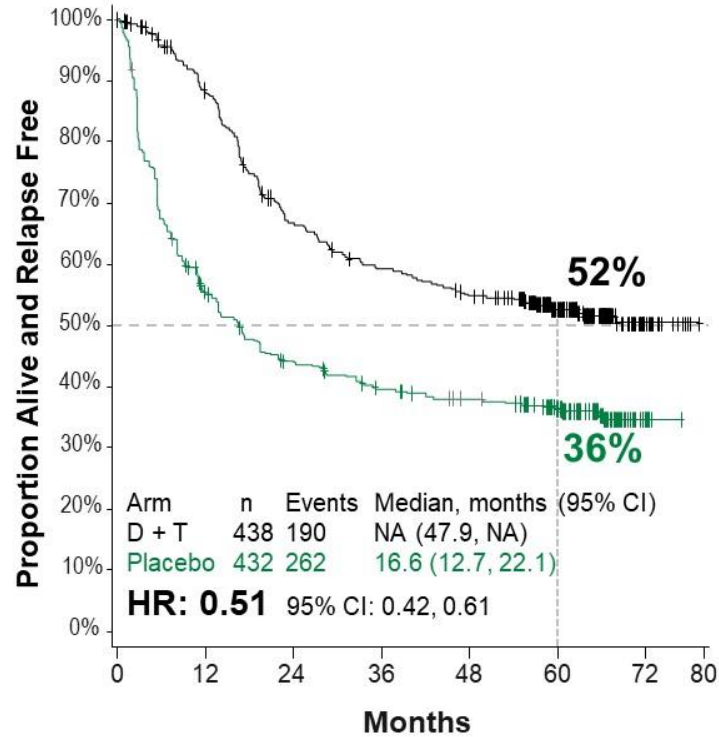 Proportion Alive and Relapse Free
100%
90%
80%
70%
60%
50%
40%
30%
20%
10%
0%
52%
36%
Arm n Events Median, months (95% CI)
D + T 438 190 NA (47.9, NA)
Placebo 432 262 16.6 (12.7, 22.1)
HR: 0.51 95% CI: 0.42, 0.61
0 12 24 36 48 60 72 80
Months